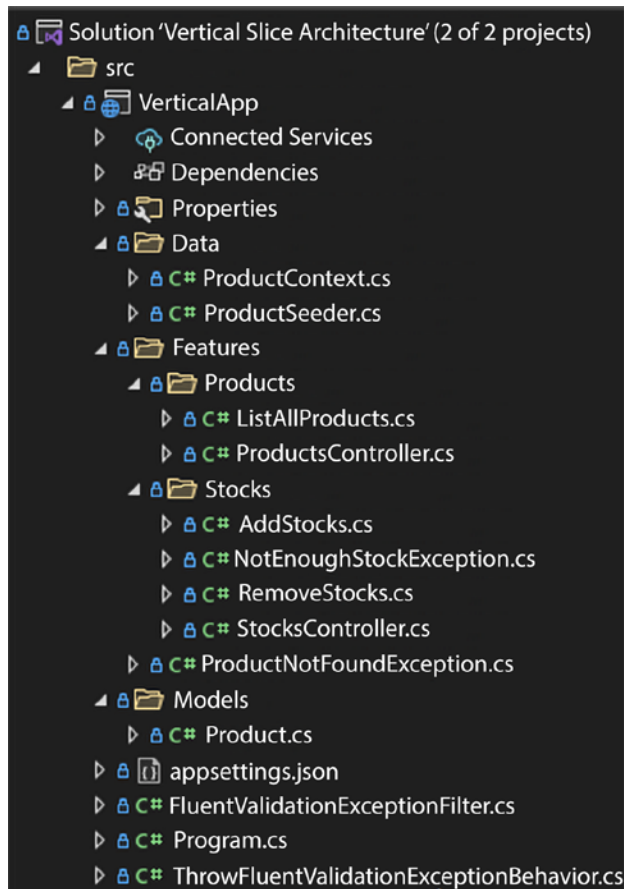 Solution ‘Vertical Slice Architecture’ (2 of 2 projects)
src
VerticalApp
Connected Services
Dependencies
Properties
Data
C# ProductContext.cs
C# ProductSeeder.cs
Features
Products
C# ListAllProducts.cs
C# ProductsController.cs
Stocks
C# AddStocks.cs
C# NotEnoughStockException.cs
C# RemoveStocks.cs
C# StocksController.cs
C# ProductNotFoundException.cs
Models
C# Product.cs
appsettings.json
C# FluentValidationExceptionFilter.cs
C# Program.cs
C# ThrowFluentValidationExceptionBehavior.cs